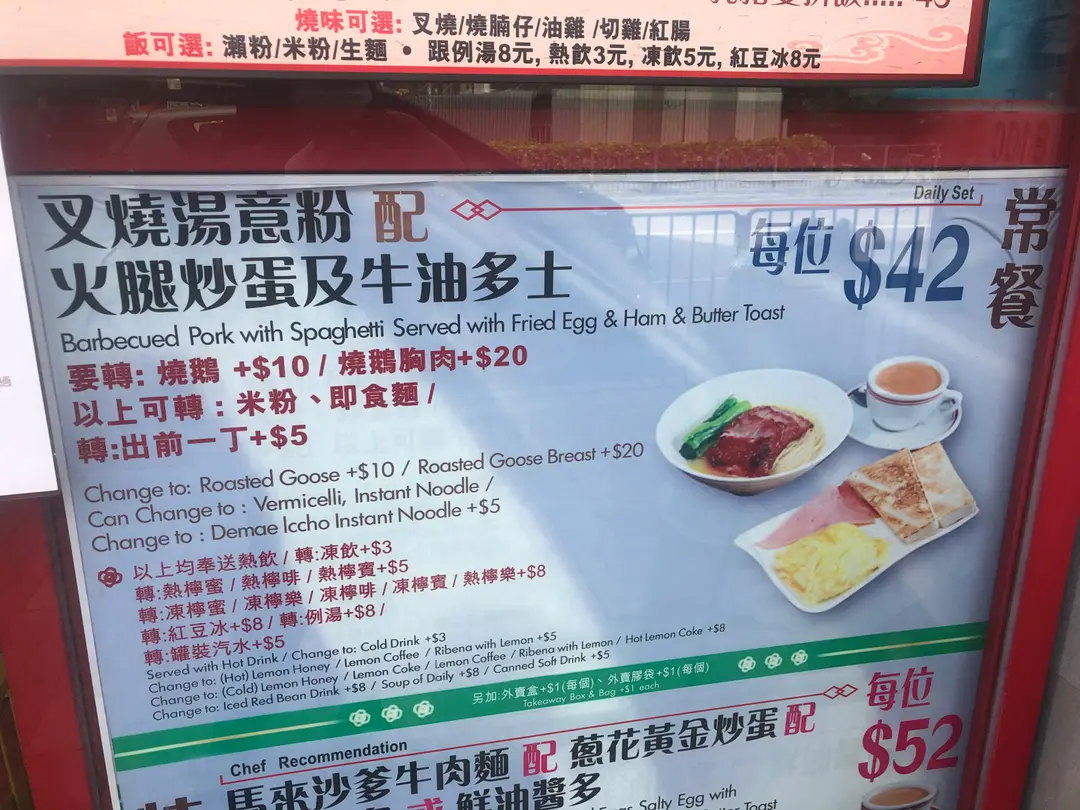 燒味可選: 叉燒/燒腩仔/油雞 /切雞/紅腸
飯可選: 瀨粉/米粉/生麵 • 跟例湯8元, 熱飲3元, 凍飲5元, 紅豆冰8元
Daily Set
常餐
叉燒湯意粉 配
火腿炒蛋及牛油多士
每位 $42
Barbecued Pork with Spaghetti Served with Fried Egg & Ham & Butter Toast
要轉: 燒鵝 +$10 / 燒鵝胸肉+$20
以上可轉 : 米粉、即食麵 /
轉:出前一丁+$5
Change to: Roasted Goose +$10 / Roasted Goose Breast +$20
Can Change to : Vermicelli, Instant Noodle /
Change to : Demae Iccho Instant Noodle +$5
以上均奉送熱飲 / 轉:凍飲+$3
轉:熱檸蜜 / 熱檸啡 / 熱檸賓+$5
轉:凍檸蜜 / 凍檸樂 / 凍檸啡 / 凍檸賓 / 熱檸樂+$8
轉:紅豆冰+$8 / 轉:例湯+$8 /
轉:罐裝汽水+$5
Served with Hot Drink / Change to: Cold Drink +$3
Change to: (Hot) Lemon Honey / Lemon Coffee / Ribena with Lemon +$5
Change to: (Cold) Lemon Honey / Lemon Coke / Lemon Coffee / Ribena with Lemon / Hot Lemon Coke +$8
Change to: Iced Red Bean Drink +$8 / Soup of Daily +$8 / Canned Soft Drink +$5
另加:外賣盒+$1(每個)、外賣膠袋+$1(每個)
Takeaway Box & Bag +$1 each
Chef Recommendation
馬來沙爹牛肉麵 配 蔥花黃金炒蛋 配
每位 $52
或 鮮油醬多
Salty Egg with
Toast